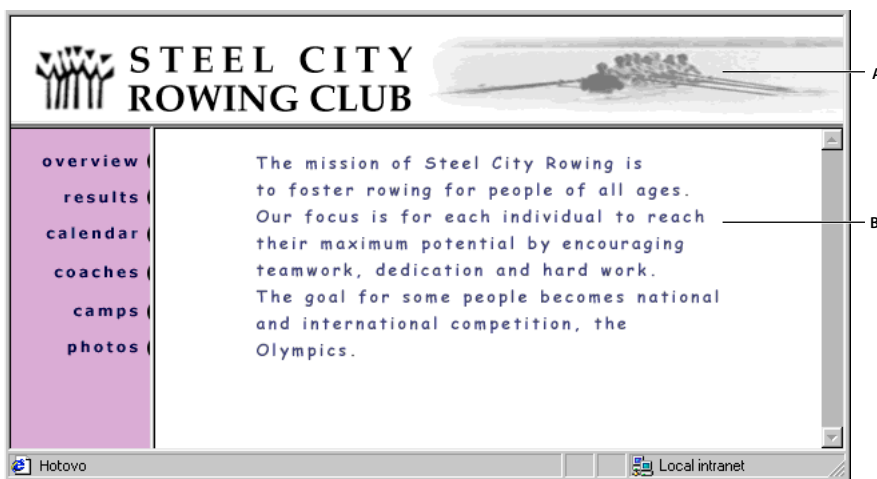 STEEL CITY
ROWING CLUB
A
overview
results
calendar
coaches
camps
photos
The mission of Steel City Rowing is
to foster rowing for people of all ages.
Our focus is for each individual to reach
their maximum potential by encouraging
teamwork, dedication and hard work.
The goal for some people becomes national
and international competition, the
Olympics.
B
Hotovo
Local intranet